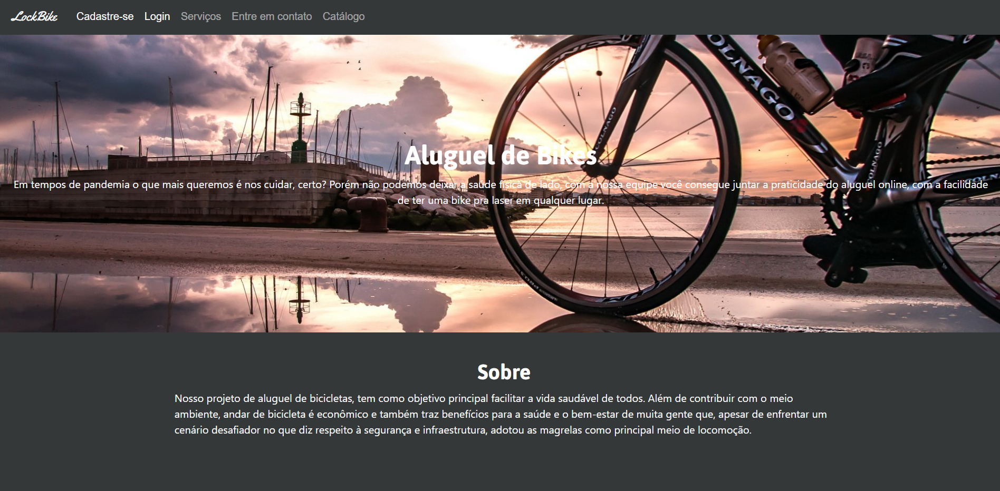 LockBike Cadastre-se Login Serviços Entre em contato Catálogo
COLNAGO
COLNAGO
COLNAGO
Aluguel de Bikes
Em tempos de pandemia o que mais queremos é nos cuidar, certo? Porém não podemos deixar a saúde física de lado, com a nossa equipe você consegue juntar a praticidade do aluguel online, com a facilidade
de ter uma bike pra laser em qualquer lugar.
Sobre
Nosso projeto de aluguel de bicicletas, tem como objetivo principal facilitar a vida saudável de todos. Além de contribuir com o meio
ambiente, andar de bicicleta é econômico e também traz benefícios para a saúde e o bem-estar de muita gente que, apesar de enfrentar um
cenário desafiador no que diz respeito à segurança e infraestrutura, adotou as magrelas como principal meio de locomoção.